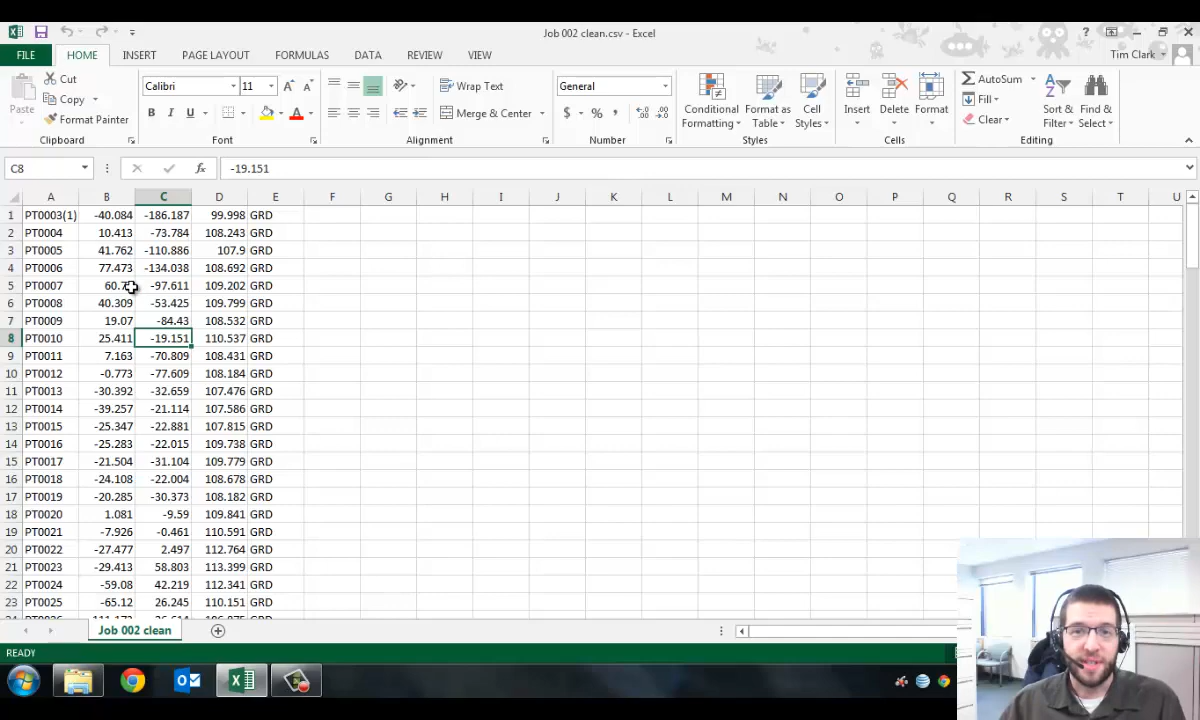 Job 002 clean.csv - Excel
FILE HOME INSERT PAGE LAYOUT FORMULAS DATA REVIEW VIEW Tim Clark
Cut
Copy
Format Painter
Paste
Clipboard
Calibri 11
B I U
Font
Wrap Text
Merge & Center
Alignment
General
$ % ,
Number
Conditional Formatting
Format as Table
Cell Styles
Styles
Insert Delete Format
Cells
AutoSum
Fill
Clear
Sort & Filter
Find & Select
Editing
C8 fx -19.151
A B C D E F G H I J K L M N O P Q R S T U
1 PT0003(1) -40.084 -186.187 99.998 GRD
2 PT0004 10.413 -73.784 108.243 GRD
3 PT0005 41.762 -110.886 107.9 GRD
4 PT0006 77.473 -134.038 108.692 GRD
5 PT0007 -97.611 109.202 GRD
6 PT0008 40.309 -53.425 109.799 GRD
7 PT0009 19.07 -84.43 108.532 GRD
8 PT0010 25.411 -19.151 110.537 GRD
9 PT0011 7.163 -70.809 108.431 GRD
10 PT0012 -0.773 -77.609 108.184 GRD
11 PT0013 -30.392 -32.659 107.476 GRD
12 PT0014 -39.257 -21.114 107.586 GRD
13 PT0015 -25.347 -22.881 107.815 GRD
14 PT0016 -25.283 -22.015 109.738 GRD
15 PT0017 -21.504 -31.104 109.779 GRD
16 PT0018 -24.108 -22.004 108.678 GRD
17 PT0019 -20.285 -30.373 108.182 GRD
18 PT0020 1.081 -9.59 109.841 GRD
19 PT0021 -7.926 -0.461 110.591 GRD
20 PT0022 -27.477 2.497 112.764 GRD
21 PT0023 -29.413 58.803 113.399 GRD
22 PT0024 -59.08 42.219 112.341 GRD
23 PT0025 -65.12 26.245 110.151 GRD
Job 002 clean
READY